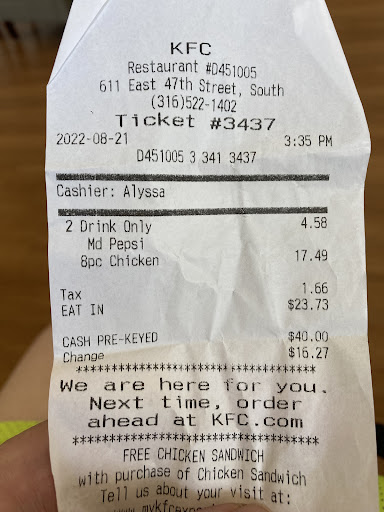 KFC
Restaurant #D451005
611 East 47th Street, South
(316)522-1402
Ticket #3437
2022-08-21 3:35 PM
D451005 3 341 3437
Cashier: Alyssa
2 Drink Only 4.58
Md Pepsi
8pc Chicken 17.49
Tax 1.66
EAT IN $23.73
CASH PRE-KEYED $40.00
Change $16.27
************************************
We are here for you.
Next time, order
ahead at KFC.com
************************************
FREE CHICKEN SANDWICH
with purchase of Chicken Sandwich
Tell us about your visit at: